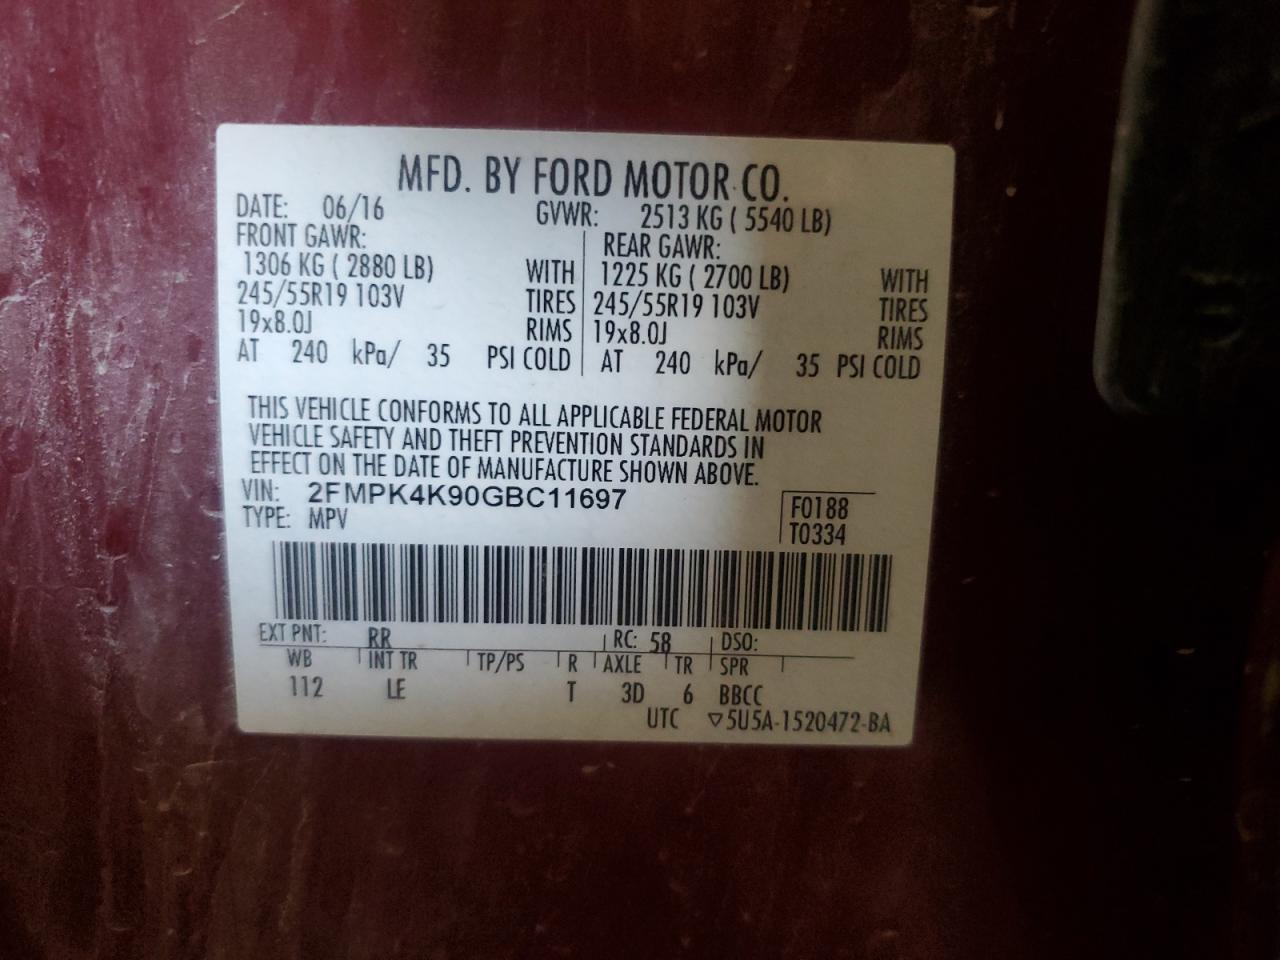 MFD. BY FORD MOTOR CO.
DATE: 06/16 GVWR: 2513 KG ( 5540 LB)
FRONT GAWR: REAR GAWR:
1306 KG ( 2880 LB) WITH 1225 KG ( 2700 LB) WITH
245/55R19 103V TIRES 245/55R19 103V TIRES
19x8.0J RIMS 19x8.0J RIMS
AT 240 kPa/ 35 PSI COLD AT 240 kPa/ 35 PSI COLD
THIS VEHICLE CONFORMS TO ALL APPLICABLE FEDERAL MOTOR
VEHICLE SAFETY AND THEFT PREVENTION STANDARDS IN
EFFECT ON THE DATE OF MANUFACTURE SHOWN ABOVE.
VIN: 2FMPK4K90GBC11697 F0188
TYPE: MPV T0334
EXT PNT: RR RC: 58 DSO:
WB INT TR TP/PS R AXLE TR SPR
112 LE T 3D 6 BBCC
UTC ▽5U5A-1520472-BA